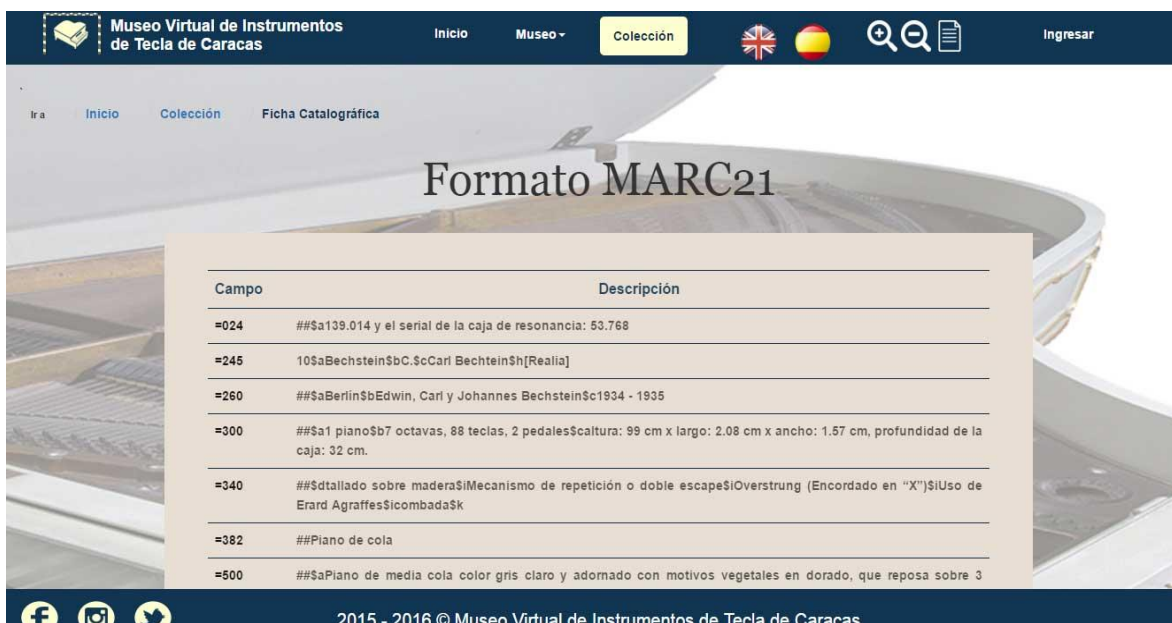 Museo Virtual de Instrumentos
de Tecla de Caracas
Inicio
Museo
Colección
Ingresar
Ir a
Inicio
Colección
Ficha Catalográfica
Formato MARC21
Campo
Descripción
=024
##$a139.014 y el serial de la caja de resonancia: 53.768
=245
10$aBechstein$bC.$cCarl Bechtein$h[Realia]
=260
##$aBerlín$bEdwin, Carl y Johannes Bechstein$c1934 - 1935
=300
##$a1 piano$b7 octavas, 88 teclas, 2 pedales$caltura: 99 cm x largo: 2.08 cm x ancho: 1.57 cm, profundidad de la
caja: 32 cm.
=340
##$dtallado sobre madera$iMecanismo de repetición o doble escape$iOverstrung (Encordado en “X”)$iUso de
Erard Agraffes$icombada$k
=382
##Piano de cola
=500
##$aPiano de media cola color gris claro y adornado con motivos vegetales en dorado, que reposa sobre 3
2015 - 2016 © Museo Virtual de Instrumentos de Tecla de Caracas